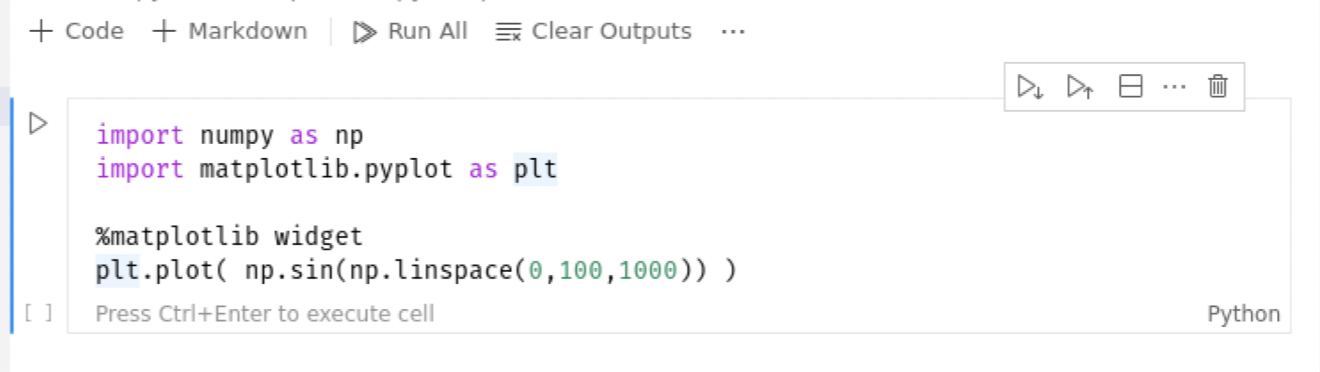 + Code + Markdown Run All Clear Outputs ...
import numpy as np
import matplotlib.pyplot as plt
%matplotlib widget
plt.plot( np.sin(np.linspace(0,100,1000)) )
[ ] Press Ctrl+Enter to execute cell Python